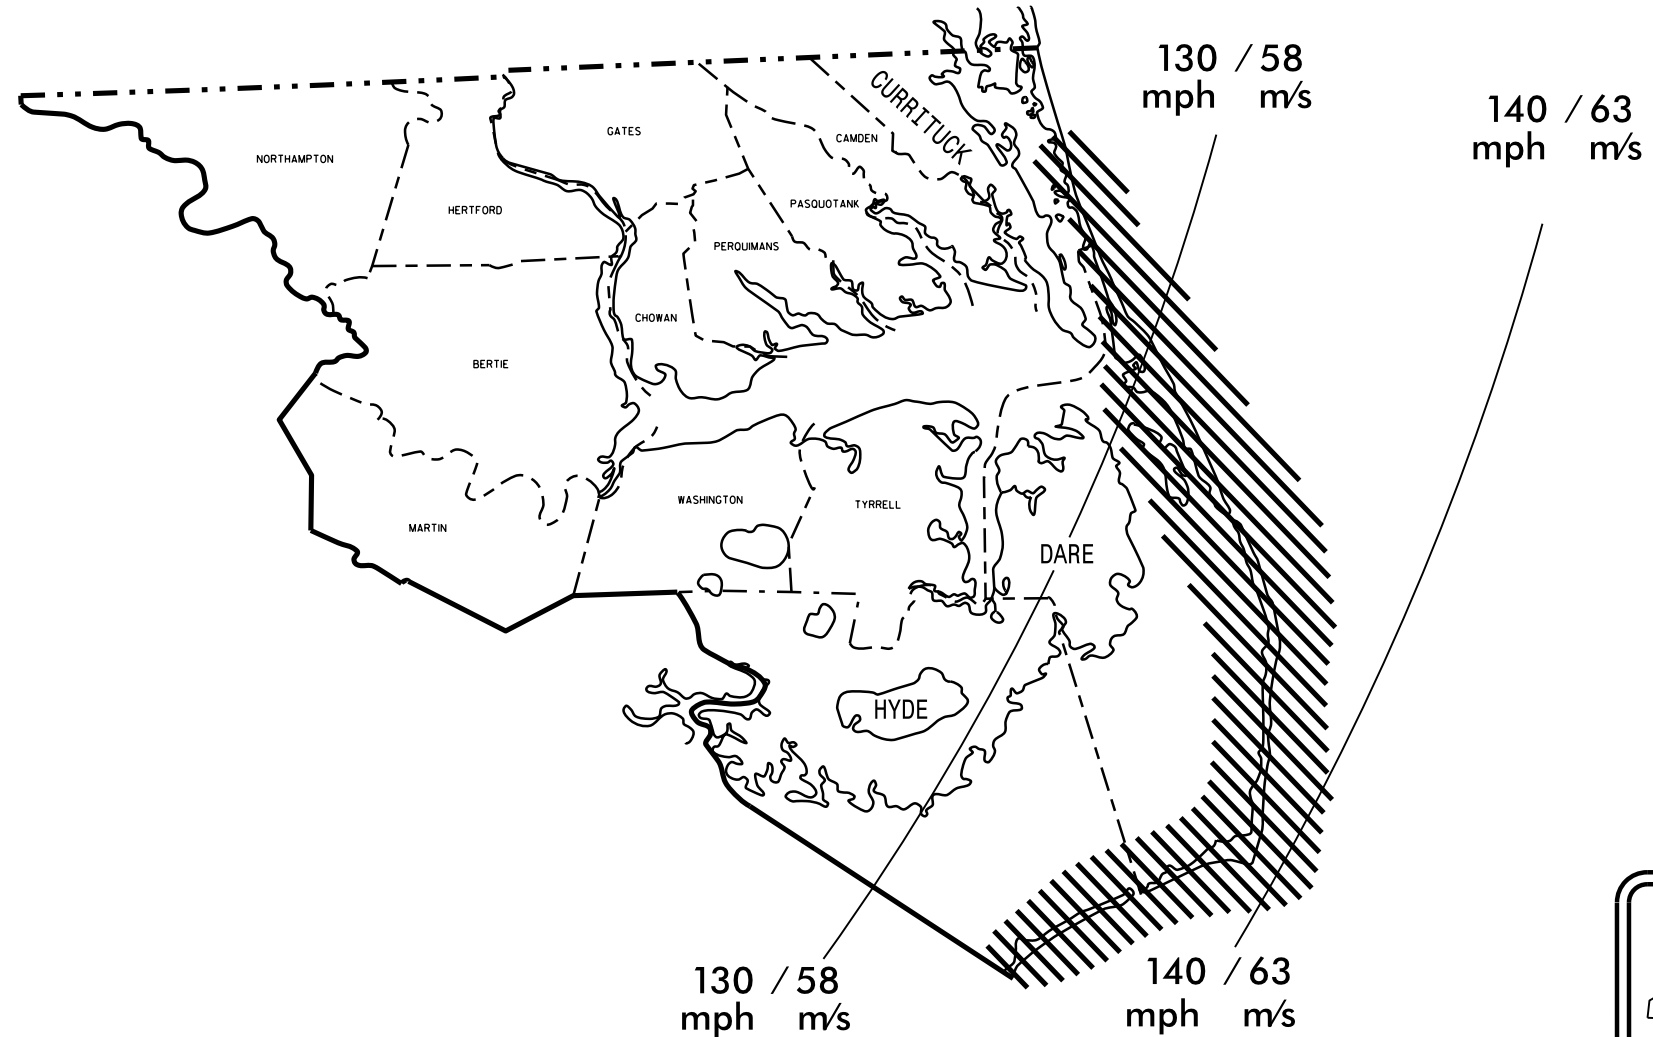 130 / 58
mph m/s
140 / 63
mph m/s
CURRITUCK
GATES
CAMDEN
NORTHAMPTON
PASQUOTANK
HERTFORD
PERQUIMANS
CHOWAN
BERTIE
WASHINGTON
TYRRELL
MARTIN
DARE
HYDE
130 / 58
mph m/s
140 / 63
mph m/s